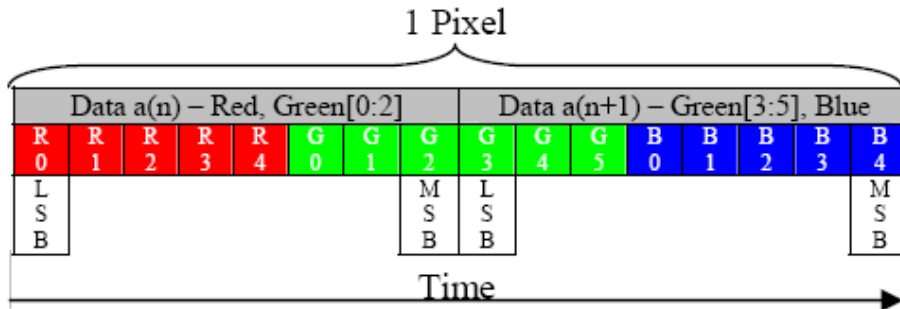 1 Pixel
Data a(n) – Red, Green[0:2] Data a(n+1) – Green[3:5], Blue
R R R R R G G G G G G B B B B B
0 1 2 3 4 0 1 2 3 4 5 0 1 2 3 4
L M L M
S S S S
B B B B
Time